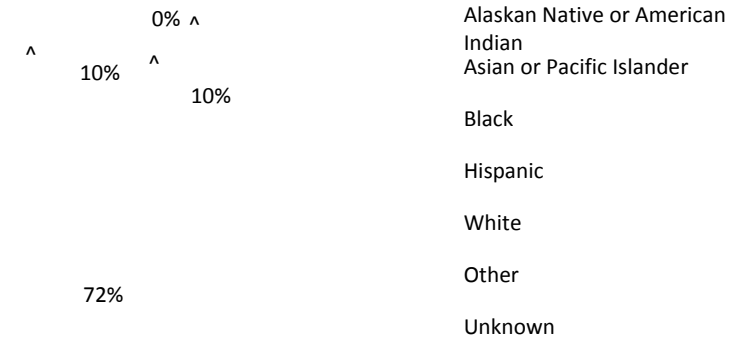 0% ^
^
10%
^
10%
72%
Alaskan Native or American
Indian
Asian or Pacific Islander
Black
Hispanic
White
Other
Unknown